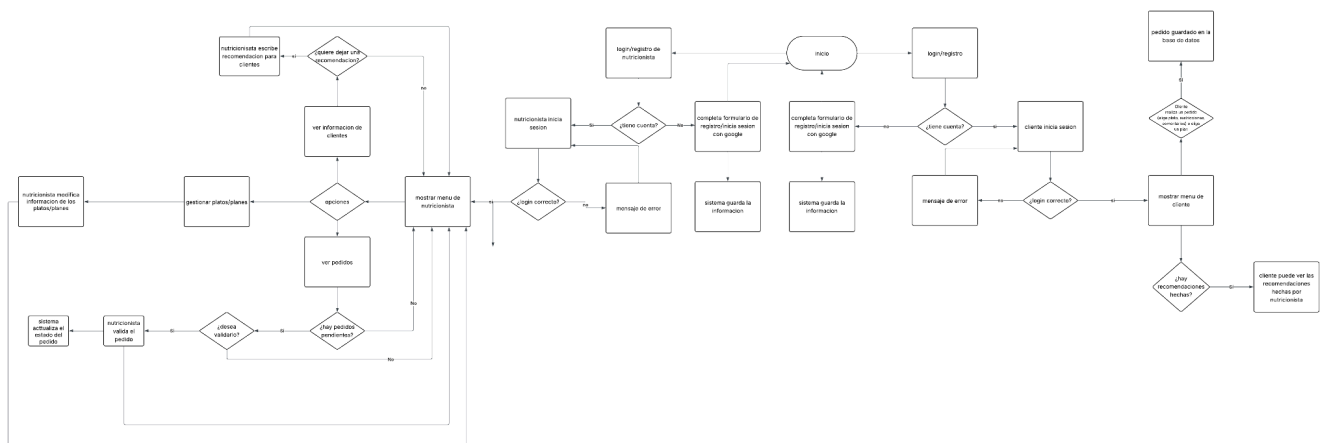 nutricionisata escribe
recomendacion para
clientes
si
¿quiere dejar una
recomendacion?
no
ver informacion de
clientes
nutricionista modifica
informacion de los
platos/planes
gestionar platos/planes
opciones
mostrar menu de
nutricionista
ver pedidos
sistema
actualiza el
estado del
pedido
nutricionista
valida el
pedido
Si
¿desea
validarlo?
Si
¿hay pedidos
pendientes?
No
No
login/registro de
nutricionista
inicio
login/registro
nutricionista inicia
sesion
Si
¿tiene cuenta?
No
completa formulario de
registro/inicia sesion
con google
completa formulario de
registro/inicia sesion
con google
no
¿tiene cuenta?
si
cliente inicia sesion
si
¿login correcto?
no
mensaje de error
sistema guarda la
informacion
sistema guarda la
informacion
mensaje de error
no
¿login correcto?
si
mostrar menu de
cliente
pedido guardado en la
base de datos
Si
Cliente
realiza un pedido
¿hay
recomendaciones
hechas?
Si
cliente puede ver las
recomendaciones
hechas por
nutricionista